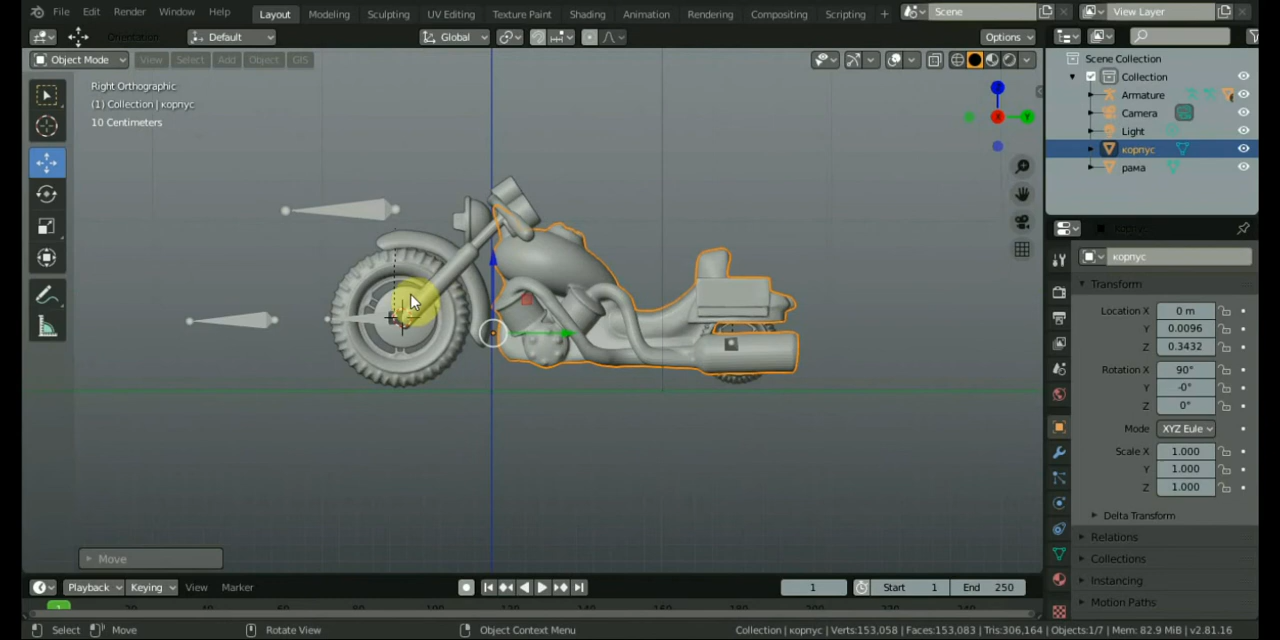 File Edit Render Window Help Layout Modeling Sculpting UV Editing Texture Paint Shading Animation Rendering Compositing Scripting + Scene View Layer
Orientation Default Global Options
Object Mode View Select Add Object GIS
Right Orthographic
(1) Collection | корпус
10 Centimeters
Y
X
Scene Collection
Collection
Armature
Camera
Light
корпус
рама
корпус
корпус
Transform
Location X 0 m
Y 0.0096
Z 0.3432
Rotation X 90°
Y -0°
Z 0°
Mode XYZ Eule
Scale X 1.000
Y 1.000
Z 1.000
Delta Transform
Relations
Collections
Instancing
Motion Paths
Move
Playback Keying View Marker 1 Start 1 End 250
Select Move Rotate View Object Context Menu Collection | корпус | Verts:153,058 | Faces:153,083 | Tris:306,164 | Objects:1/7 | Mem: 82.9 MiB | v2.81.16